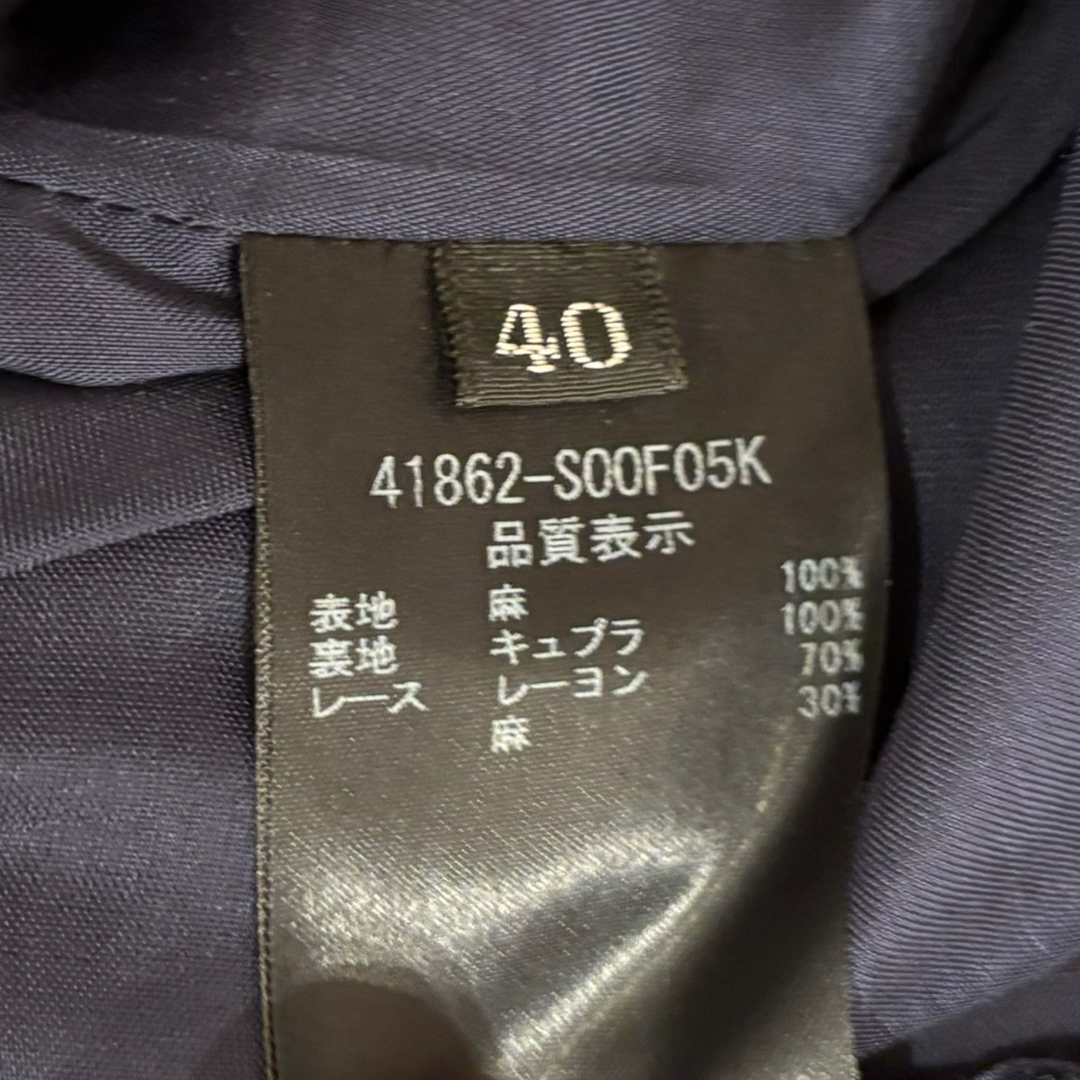 40
41862-S00F05K
品質表示
表地 麻 100%
裏地 キュプラ 100%
レース レーヨン 70%
麻 30%